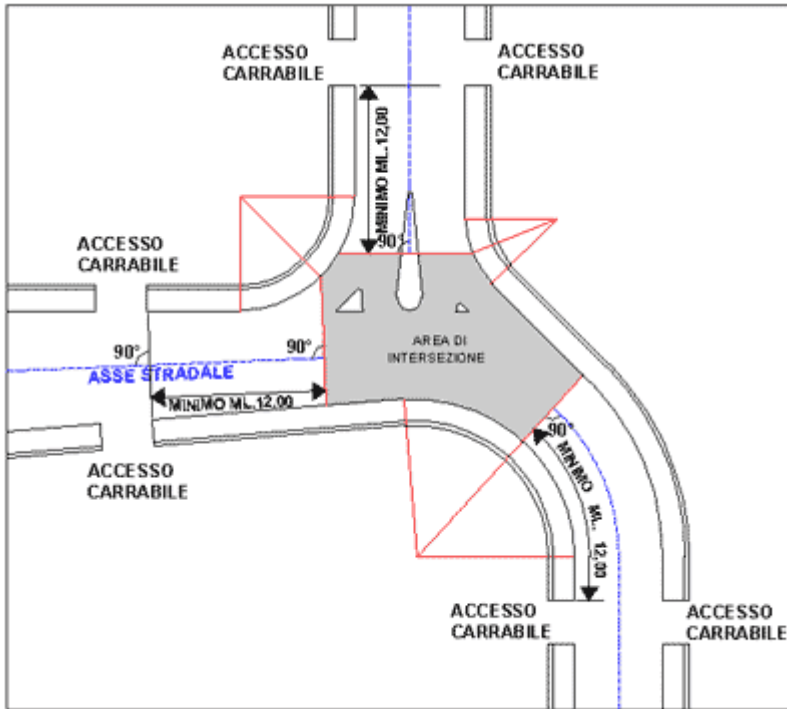 ACCESSO
CARRABILE
ACCESSO
CARRABILE
MINIMO ML.12,00
90°
ACCESSO
CARRABILE
90°
90°
ASSE STRADALE
MINIMO ML.12,00
AREA DI
INTERSEZIONE
ACCESSO
CARRABILE
90°
MINIMO ML. 12,00
ACCESSO
CARRABILE
ACCESSO
CARRABILE